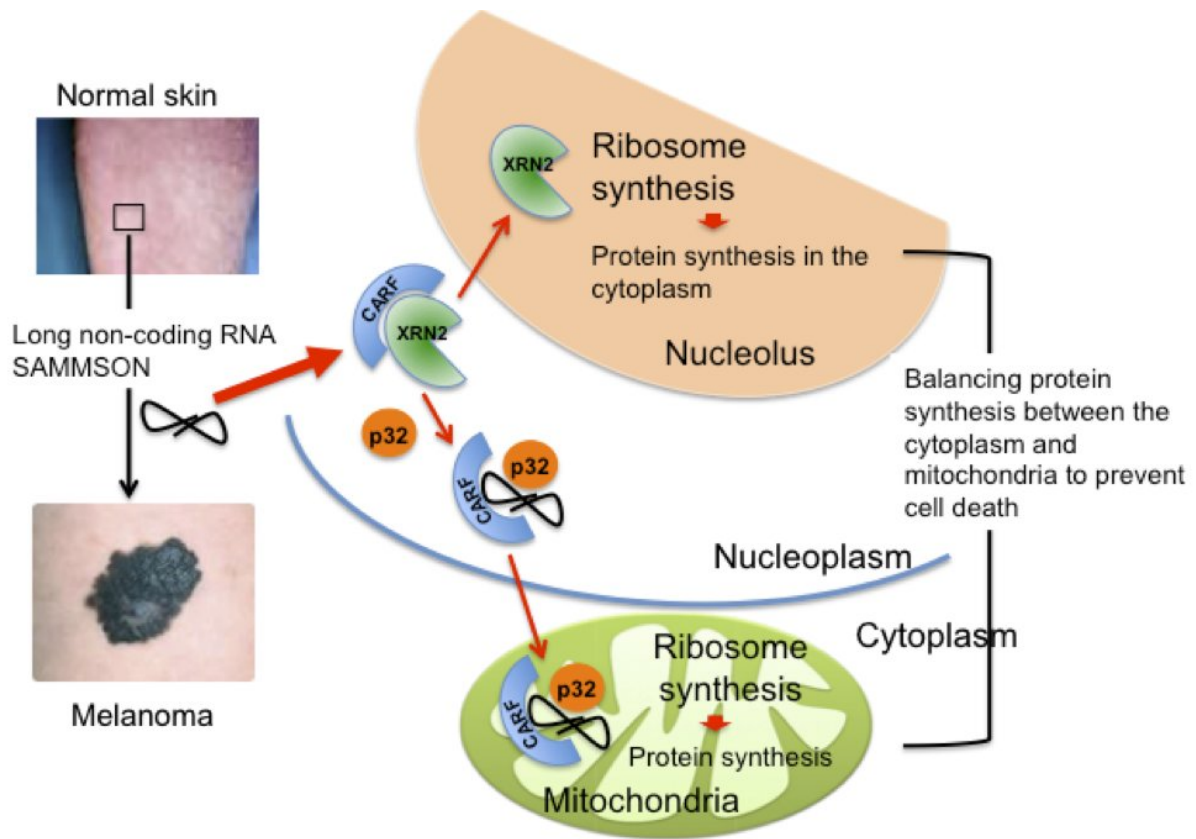 Normal skin
Long non-coding RNA
SAMMSON
Melanoma
CARF
XRN2
XRN2
Ribosome
synthesis
Protein synthesis in the
cytoplasm
Nucleolus
p32
p32
CARF
Nucleoplasm
Cytoplasm
Balancing protein
synthesis between the
cytoplasm and
mitochondria to prevent
cell death
p32
CARF
Ribosome
synthesis
Protein synthesis
Mitochondria